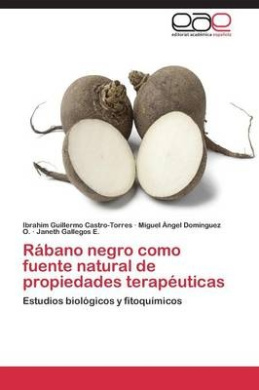 eae
editorial académica española
Ibrahim Guillermo Castro-Torres · Miguel Ángel Domínguez
O. · Janeth Gallegos E.
Rábano negro como
fuente natural de
propiedades terapéuticas
Estudios biológicos y fitoquímicos